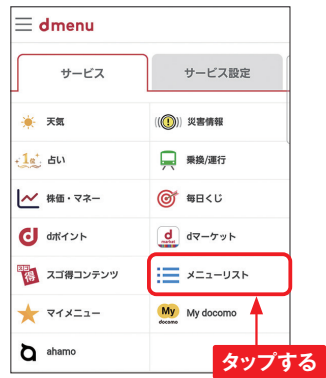 dmenu
サービス
サービス設定
天気
災害情報
占い
乗換/運行
株価・マネー
毎日くじ
dポイント
dマーケット
スゴ得コンテンツ
メニューリスト
マイメニュー
My docomo
ahamo
タップする